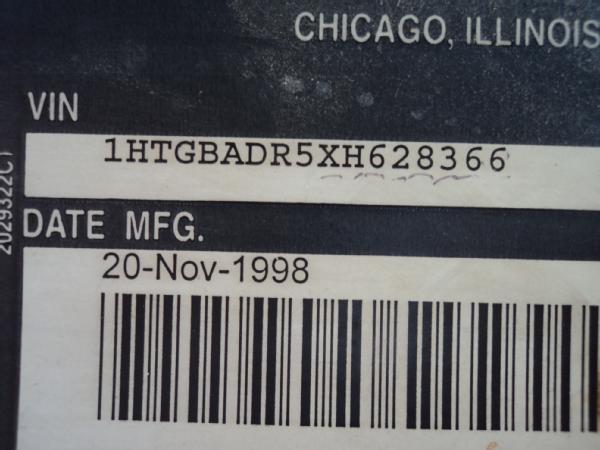 CHICAGO, ILLINOIS
VIN
1HTGBADR5XH628366
2029322C1
DATE MFG.
20-Nov-1998